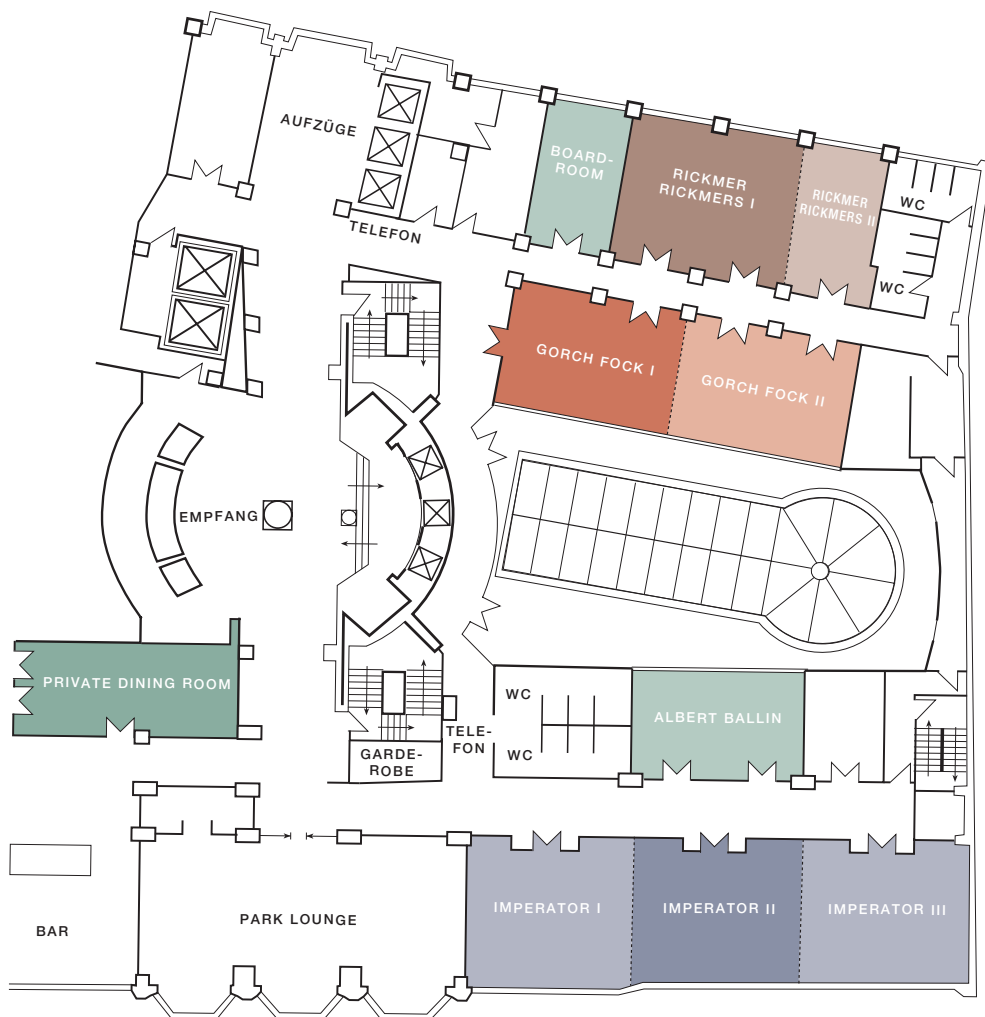 AUFZÜGE
BOARD-
ROOM
RICKMER
RICKMERS I
RICKMER
RICKMERS II
WC
TELEFON
WC
GORCH FOCK I
GORCH FOCK II
EMPFANG
PRIVATE DINING ROOM
WC
ALBERT BALLIN
TELE-
FON
WC
GARDE-
ROBE
IMPERATOR I
IMPERATOR II
IMPERATOR III
PARK LOUNGE
BAR